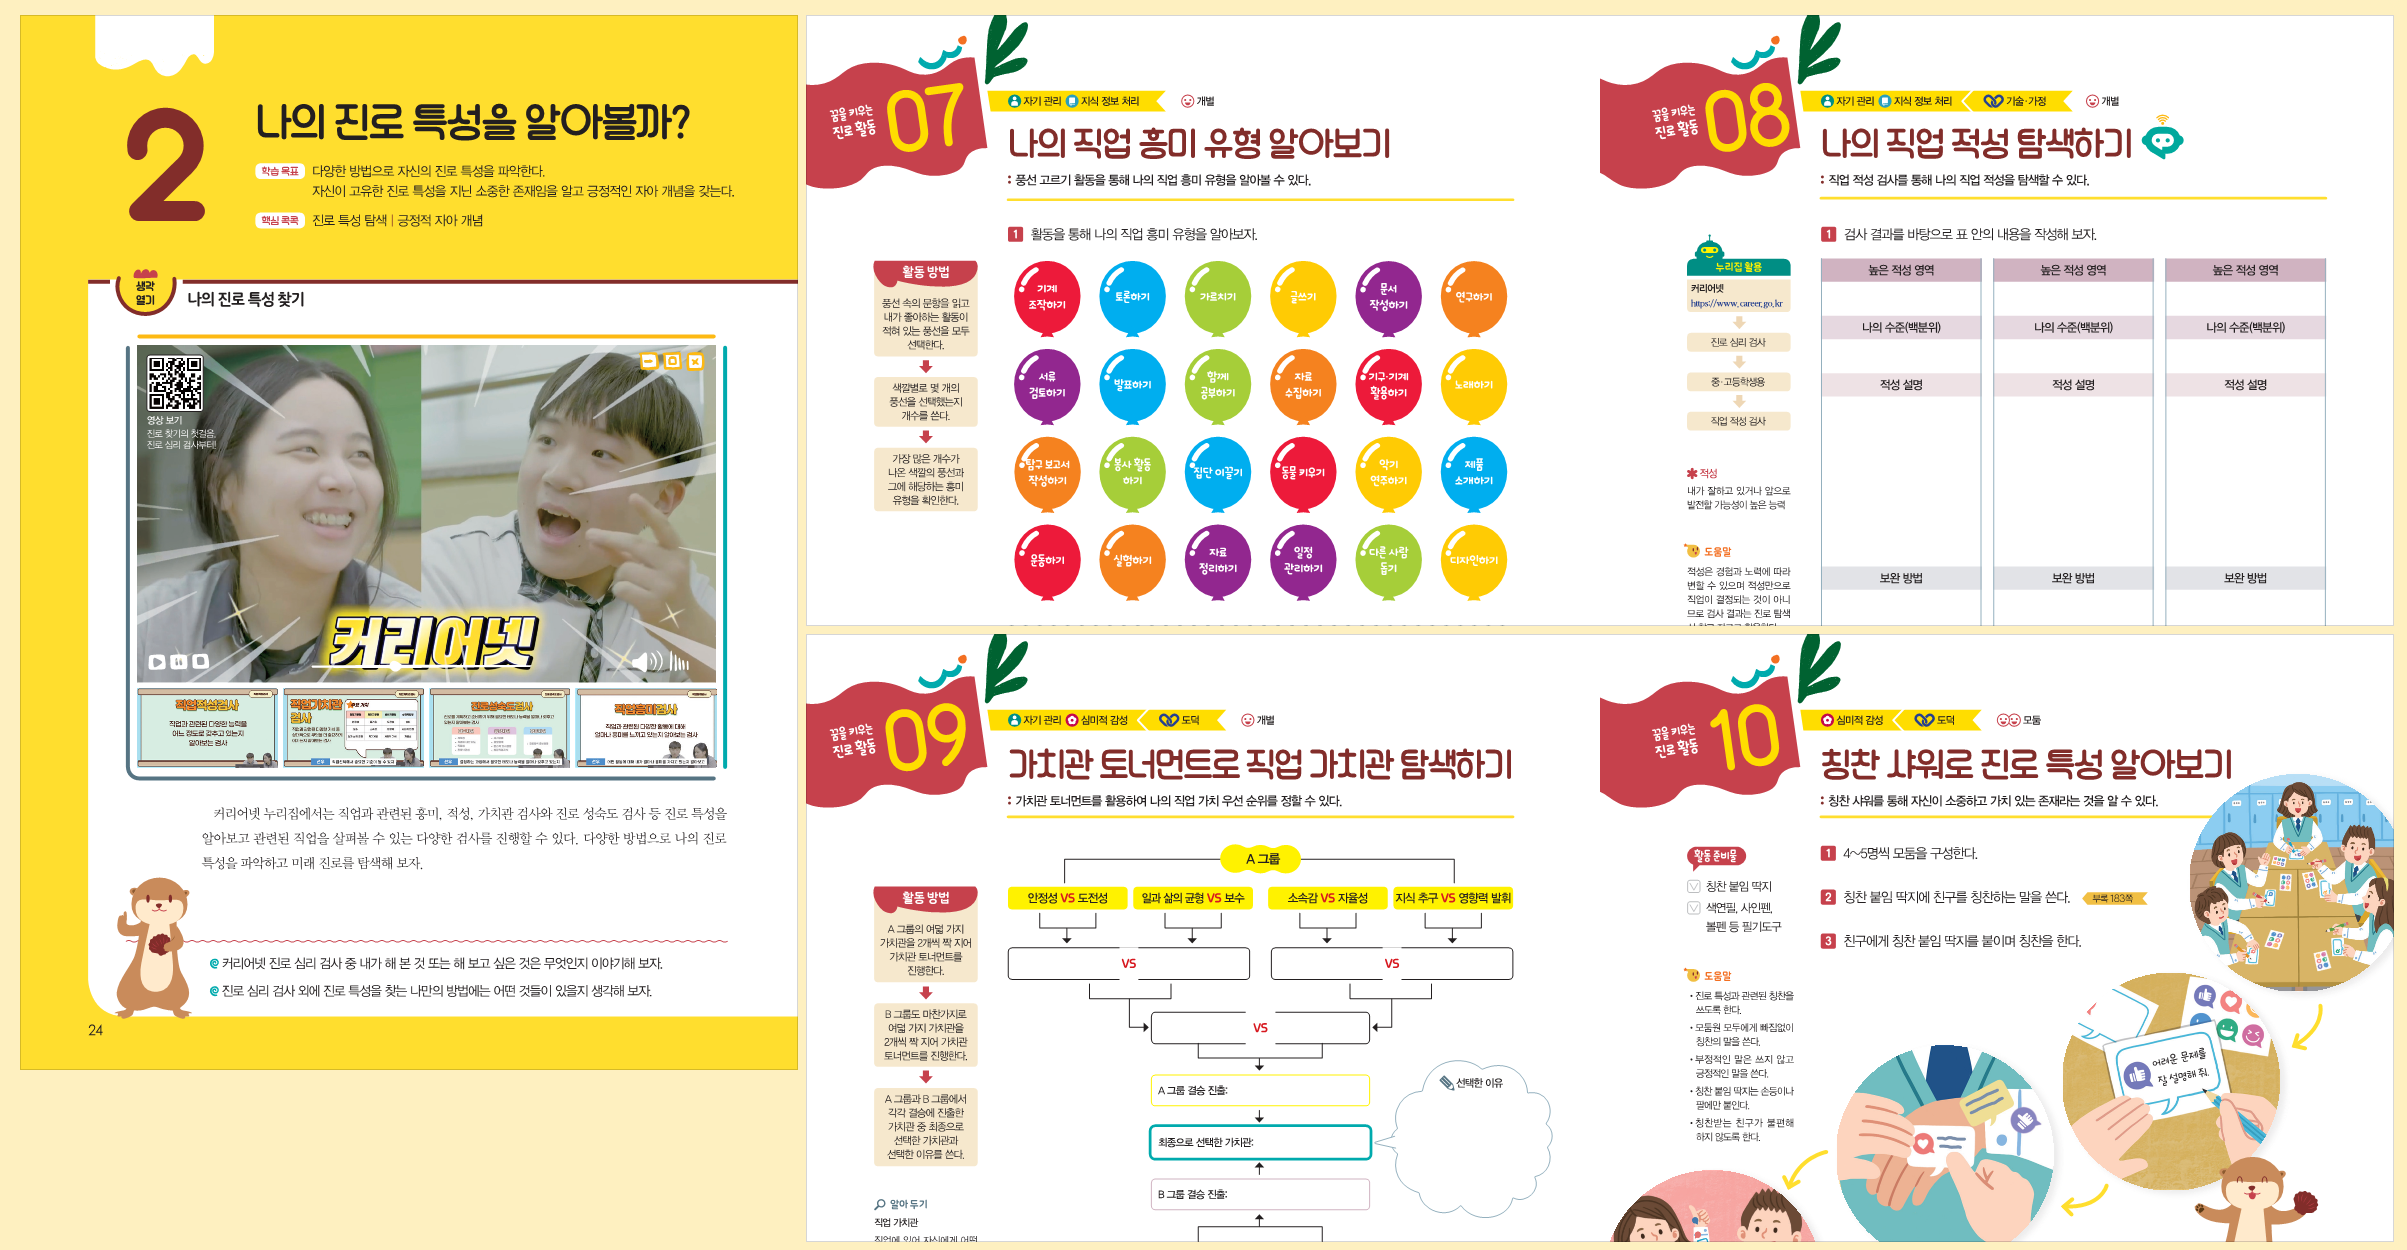 2
나의 진로 특성을 알아볼까?
학습 목표 다양한 방법으로 자신의 진로 특성을 파악한다.
자신이 고유한 진로 특성을 지닌 소중한 존재임을 알고 긍정적인 자아 개념을 갖는다.
핵심 콕콕 진로 특성 탐색 | 긍정적 자아 개념
생각
열기
나의 진로 특성 찾기
영상 보기
진로 찾기의 첫걸음,
진로 심리 검사부터!
커리어넷
직업적성검사
직업과 관련된 다양한 능력을
어느 정도로 갖추고 있는지
알아보는 검사
직업가치관
검사
진로성숙도검사
직업흥미검사
직업과 관련된 다양한 활동에 대해
얼마나 흥미를 느끼고 있는지 알아보는 검사
커리어넷 누리집에서는 직업과 관련된 흥미, 적성, 가치관 검사와 진로 성숙도 검사 등 진로 특성을
알아보고 관련된 직업을 살펴볼 수 있는 다양한 검사를 진행할 수 있다. 다양한 방법으로 나의 진로
특성을 파악하고 미래 진로를 탐색해 보자.
커리어넷 진로 심리 검사 중 내가 해 본 것 또는 해 보고 싶은 것은 무엇인지 이야기해 보자.
진로 심리 검사 외에 진로 특성을 찾는 나만의 방법에는 어떤 것들이 있을지 생각해 보자.
24
꿈을 키우는
진로 활동
07
자기 관리 지식 정보 처리 개별
나의 직업 흥미 유형 알아보기
: 풍선 고르기 활동을 통해 나의 직업 흥미 유형을 알아볼 수 있다.
1 활동을 통해 나의 직업 흥미 유형을 알아보자.
활동 방법
풍선 속의 문항을 읽고
내가 좋아하는 활동이
적혀 있는 풍선을 모두
선택한다.
색깔별로 몇 개의
풍선을 선택했는지
개수를 쓴다.
가장 많은 개수가
나온 색깔의 풍선과
그에 해당하는 흥미
유형을 확인한다.
기계
조작하기
토론하기
가르치기
글쓰기
문서
작성하기
연구하기
서류
검토하기
발표하기
함께
공부하기
자료
수집하기
기구·기계
활용하기
노래하기
탐구 보고서
작성하기
봉사 활동
하기
집단 이끌기
동물 키우기
악기
연주하기
제품
소개하기
운동하기
실험하기
자료
정리하기
일정
관리하기
다른 사람
돕기
디자인하기
꿈을 키우는
진로 활동
08
자기 관리 지식 정보 처리 기술·가정 개별
나의 직업 적성 탐색하기
: 직업 적성 검사를 통해 나의 직업 적성을 탐색할 수 있다.
1 검사 결과를 바탕으로 표 안의 내용을 작성해 보자.
누리집 활용
커리어넷
https://www.career.go.kr
진로 심리 검사
중·고등학생용
직업 적성 검사
적성
내가 잘하고 있거나 앞으로
발전할 가능성이 높은 능력
도움말
적성은 경험과 노력에 따라
변할 수 있으며 적성만으로
직업이 결정되는 것이 아니
므로 검사 결과는 진로 탐색
높은 적성 영역 높은 적성 영역 높은 적성 영역
나의 수준(백분위) 나의 수준(백분위) 나의 수준(백분위)
적성 설명 적성 설명 적성 설명
보완 방법 보완 방법 보완 방법
꿈을 키우는
진로 활동
09
자기 관리 심미적 감성 도덕 개별
가치관 토너먼트로 직업 가치관 탐색하기
: 가치관 토너먼트를 활용하여 나의 직업 가치 우선 순위를 정할 수 있다.
활동 방법
A 그룹의 여덟 가지
가치관을 2개씩 짝 지어
가치관 토너먼트를
진행한다.
B 그룹도 마찬가지로
여덟 가지 가치관을
2개씩 짝 지어 가치관
토너먼트를 진행한다.
A 그룹과 B 그룹에서
각각 결승에 진출한
가치관 중 최종으로
선택한 가치관과
선택한 이유를 쓴다.
알아 두기
직업 가치관
직업에 있어 자신에게 어떤
A 그룹
안정성 VS 도전성
일과 삶의 균형 VS 보수
소속감 VS 자율성
지식 추구 VS 영향력 발휘
VS
VS
VS
A 그룹 결승 진출:
최종으로 선택한 가치관:
B 그룹 결승 진출:
선택한 이유
꿈을 키우는
진로 활동
10
심미적 감성 도덕 모둠
칭찬 샤워로 진로 특성 알아보기
: 칭찬 샤워를 통해 자신이 소중하고 가치 있는 존재라는 것을 알 수 있다.
활동 준비물
칭찬 붙임 딱지
색연필, 사인펜,
볼펜 등 필기도구
도움말
• 진로 특성과 관련된 칭찬을
쓰도록 한다.
• 모둠원 모두에게 빠짐없이
칭찬의 말을 쓴다.
• 부정적인 말은 쓰지 않고
긍정적인 말을 쓴다.
• 칭찬 붙임 딱지는 손등이나
팔에만 붙인다.
• 칭찬받는 친구가 불편해
하지 않도록 한다.
1 4~5명씩 모둠을 구성한다.
2 칭찬 붙임 딱지에 친구를 칭찬하는 말을 쓴다. 부록 183쪽
3 친구에게 칭찬 붙임 딱지를 붙이며 칭찬을 한다.
어려운 문제를
잘 설명해 줘.